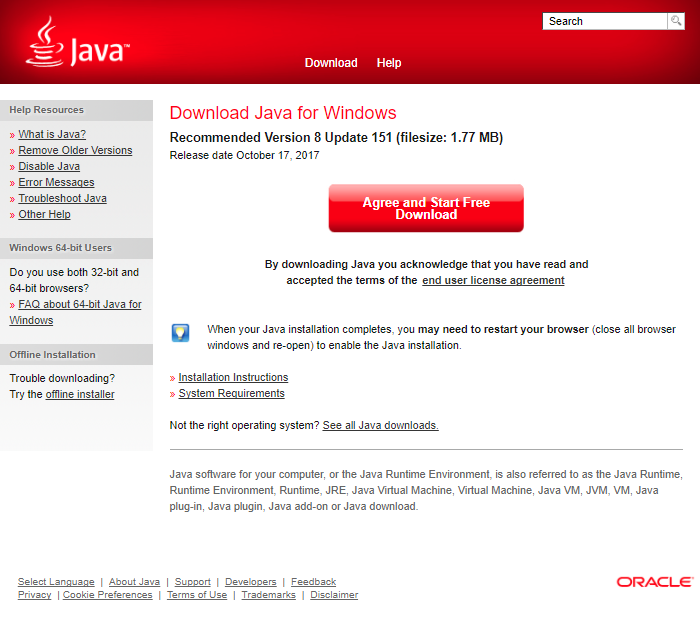 Java™
Search
Download Help
Help Resources
» What is Java?
» Remove Older Versions
» Disable Java
» Error Messages
» Troubleshoot Java
» Other Help
Windows 64-bit Users
Do you use both 32-bit and
64-bit browsers?
» FAQ about 64-bit Java for
Windows
Offline Installation
Trouble downloading?
Try the offline installer
Download Java for Windows
Recommended Version 8 Update 151 (filesize: 1.77 MB)
Release date October 17, 2017
Agree and Start Free
Download
By downloading Java you acknowledge that you have read and
accepted the terms of the end user license agreement
When your Java installation completes, you may need to restart your browser (close all browser
windows and re-open) to enable the Java installation.
» Installation Instructions
» System Requirements
Not the right operating system? See all Java downloads.
Java software for your computer, or the Java Runtime Environment, is also referred to as the Java Runtime,
Runtime Environment, Runtime, JRE, Java Virtual Machine, Virtual Machine, Java VM, JVM, VM, Java
plug-in, Java plugin, Java add-on or Java download.
Select Language | About Java | Support | Developers | Feedback
Privacy | Cookie Preferences | Terms of Use | Trademarks | Disclaimer
ORACLE®